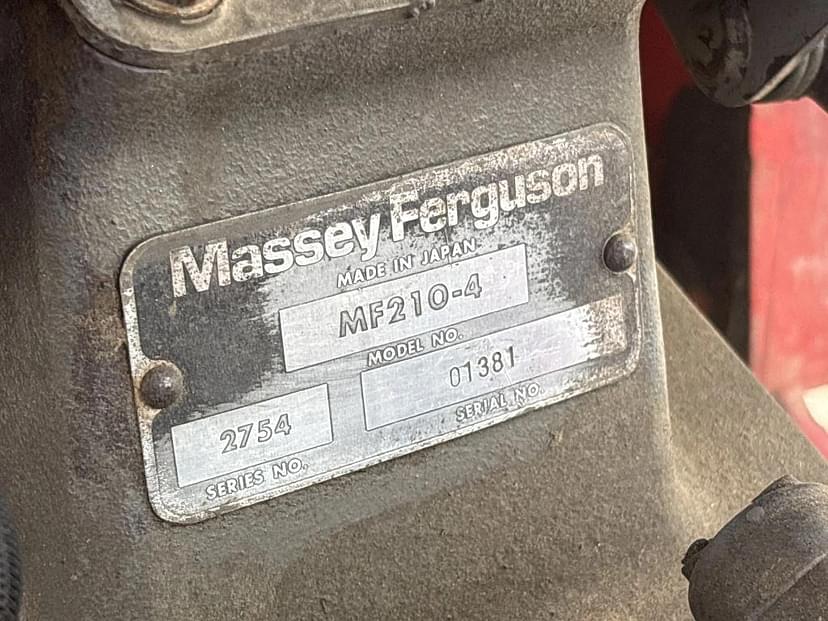 Massey Ferguson
MADE IN JAPAN
MF210-4
MODEL NO.
01381
SERIAL NO.
2754
SERIES NO.